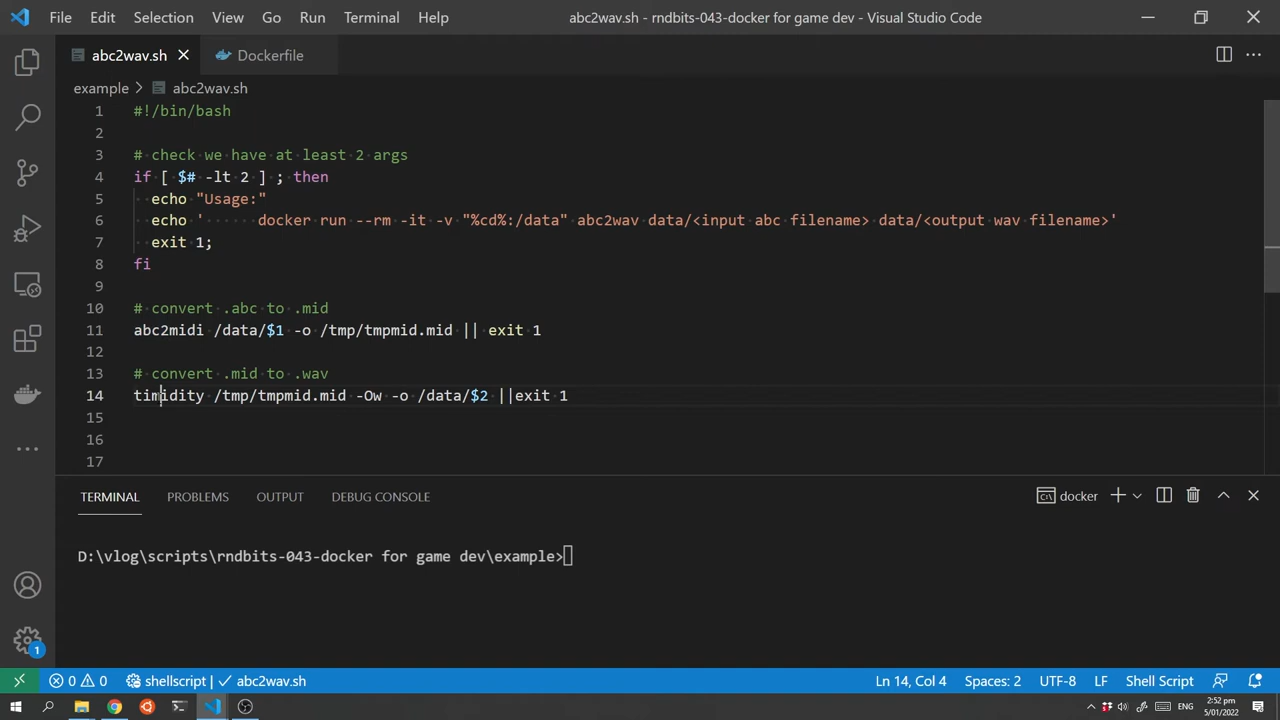 File Edit Selection View Go Run Terminal Help abc2wav.sh - rndbits-043-docker for game dev - Visual Studio Code
abc2wav.sh Dockerfile
example > abc2wav.sh
1 #!/bin/bash
2
3 # check we have at least 2 args
4 if [ $# -lt 2 ] ; then
5 echo "Usage:"
6 echo '      docker run --rm -it -v "%cd%:/data" abc2wav data/<input abc filename> data/<output wav filename>'
7 exit 1;
8 fi
9
10 # convert .abc to .mid
11 abc2midi /data/$1 -o /tmp/tmpmid.mid || exit 1
12
13 # convert .mid to .wav
14 timidity /tmp/tmpmid.mid -Ow -o /data/$2 ||exit 1
15
16
17
TERMINAL PROBLEMS OUTPUT DEBUG CONSOLE docker
D:\vlog\scripts\rndbits-043-docker for game dev\example>
1
0 0 shellscript abc2wav.sh Ln 14, Col 4 Spaces: 2 UTF-8 LF Shell Script
ENG 2:52 pm
5/01/2022